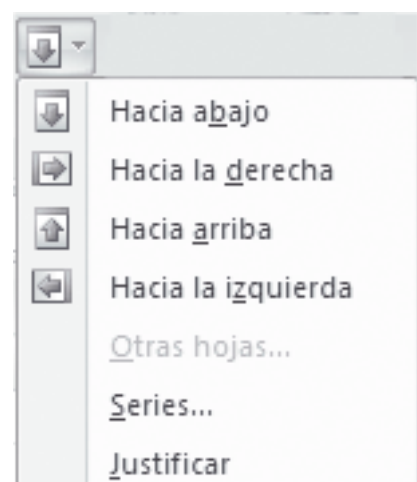 Hacia abajo
Hacia la derecha
Hacia arriba
Hacia la izquierda
Otras hojas...
Series...
Justificar